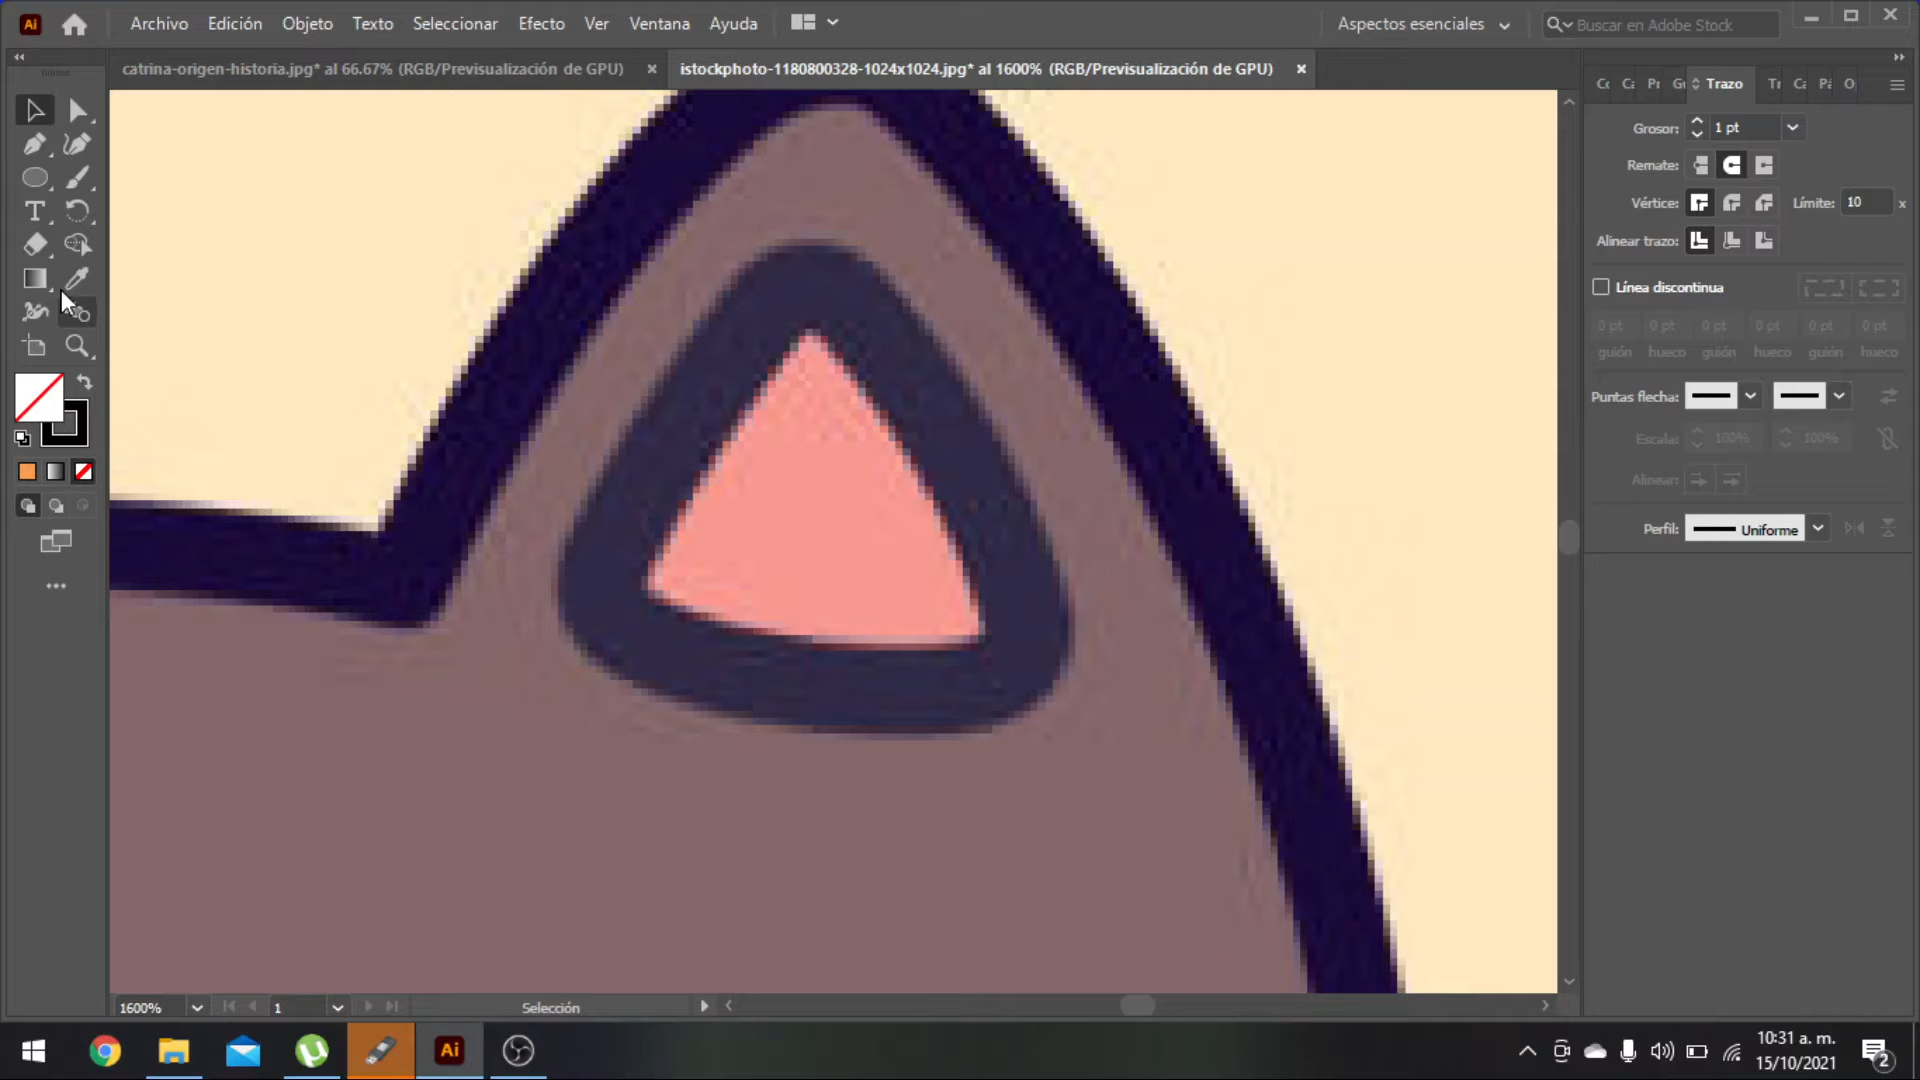 Ai
Archivo Edición Objeto Texto Seleccionar Efecto Ver Ventana Ayuda
Aspectos esenciales
Buscar en Adobe Stock
catrina-origen-historia.jpg* al 66.67% (RGB/Previsualización de GPU)
istockphoto-1180800328-1024x1024.jpg* al 1600% (RGB/Previsualización de GPU)
Trazo
Grosor: 1 pt
Remate:
Vértice: Límite: 10 x
Alinear trazo:
Línea discontinua
0 pt 0 pt 0 pt 0 pt 0 pt 0 pt
guión hueco guión hueco guión hueco
Puntas flecha:
Escala: 100% 100%
Alinear:
Perfil: Uniforme
1600% 1 Selección
Ai
10:31 a. m.
15/10/2021
2